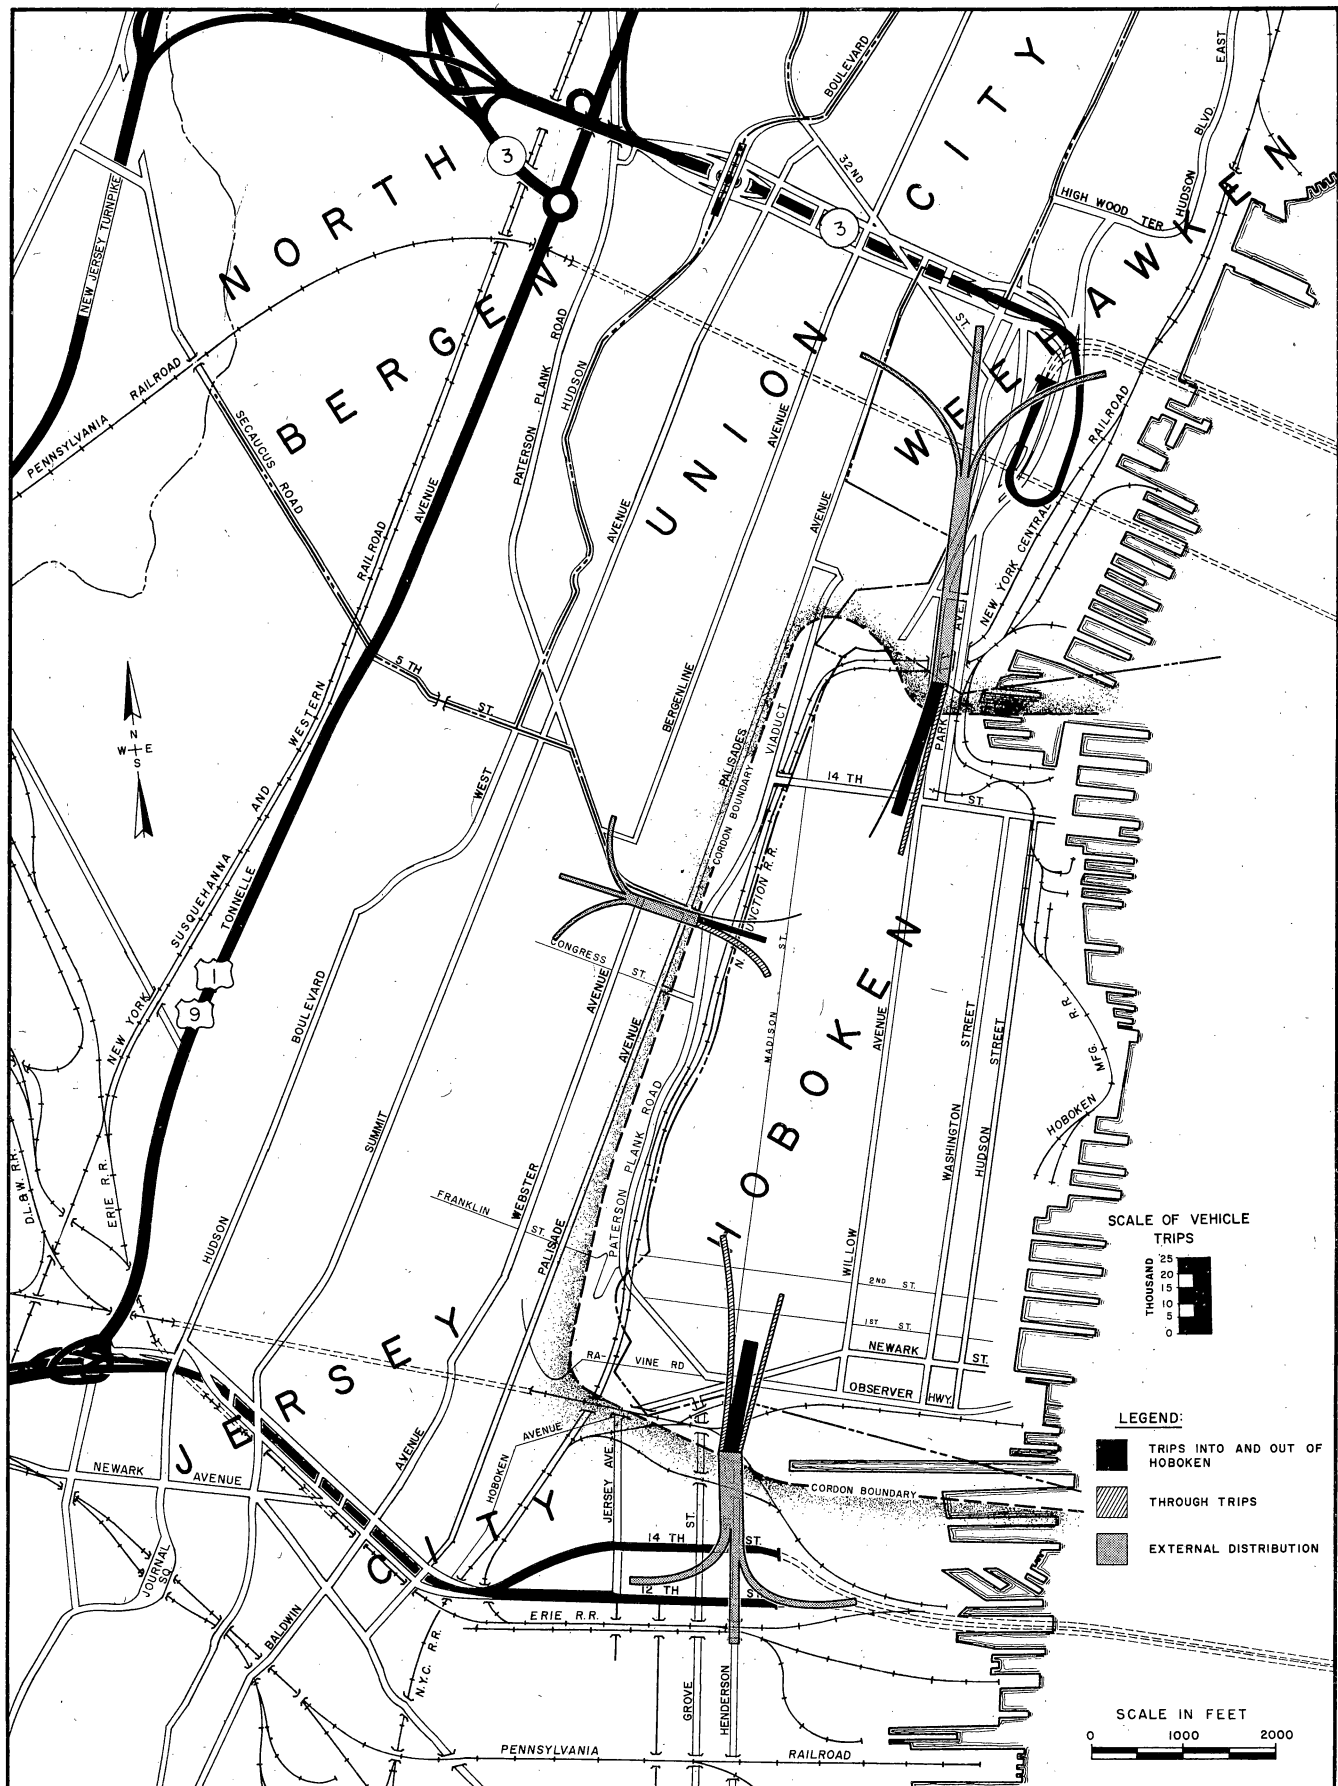 NORTH
BERGEN
UNION
CITY
WEEHAWKEN
HOBOKEN
JERSEY
CITY
NEW JERSEY TURNPIKE
3
3
BOULEVARD
32ND
ST.
HIGH WOOD TER
HUDSON
BLVD.
EAST
PENNSYLVANIA
RAILROAD
SECAUCUS
ROAD
RAILROAD
AVENUE
PATERSON
PLANK
ROAD
HUDSON
AVENUE
AVENUE
AVENUE
RAILROAD
NEW YORK CENTRAL
AVE.
PARK
5 TH
ST.
BERGENLINE
WEST
PALISADES
CORDON BOUNDARY
VIADUCT
14 TH
ST.
N
W E
S
NEW YORK
SUSQUEHANNA
AND
WESTERN
TONNELLE
1
9
N.
JUNCTION R.R.
CONGRESS
ST.
AVENUE
AVENUE
MADISON
ST.
AVENUE
STREET
STREET
WASHINGTON
HUDSON
WILLOW
HOBOKEN
MFG.
R.R.
BOULEVARD
HUDSON
SUMMIT
AVENUE
WEBSTER
PALISADE
FRANKLIN
ST.
PATERSON PLANK ROAD
D.L.&W. R.R.
ERIE R.R.
2ND ST.
1ST ST.
NEWARK
ST.
OBSERVER
HWY.
RA-
VINE RD
HOBOKEN
AVENUE
JERSEY AVE.
ST.
GROVE
HENDERSON
14 TH
ST.
12 TH
ST.
ERIE R.R.
N.Y.C. R.R.
NEWARK
AVENUE
JOURNAL
SQ.
BALDWIN
PENNSYLVANIA
RAILROAD
CORDON BOUNDARY
SCALE OF VEHICLE
TRIPS
THOUSAND
25
20
15
10
5
0
LEGEND:
TRIPS INTO AND OUT OF
HOBOKEN
THROUGH TRIPS
EXTERNAL DISTRIBUTION
SCALE IN FEET
0
1000
2000